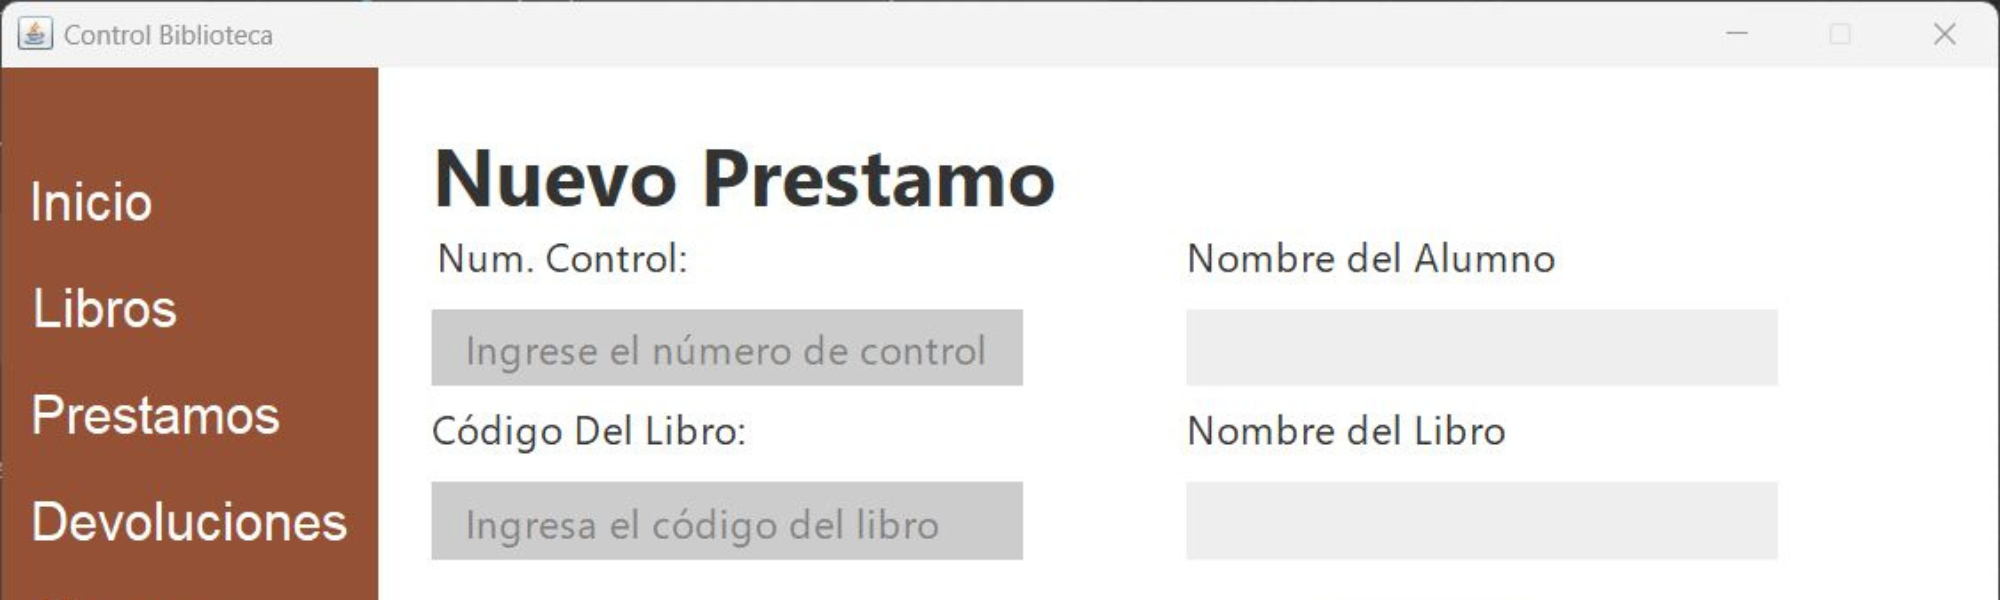 Control Biblioteca
Inicio
Libros
Prestamos
Devoluciones
Nuevo Prestamo
Num. Control:
Nombre del Alumno
Ingrese el número de control
Código Del Libro:
Nombre del Libro
Ingresa el código del libro